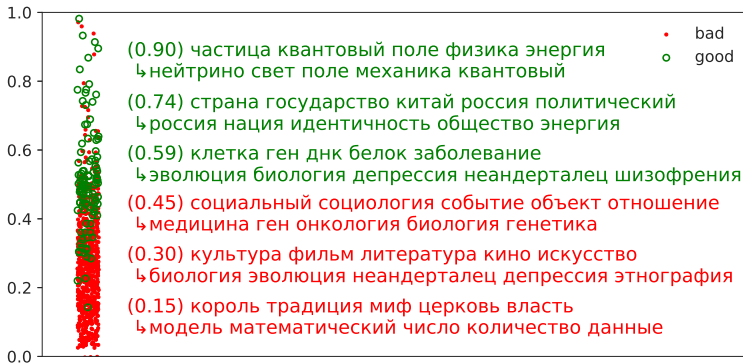 1.0
bad
good
(0.90) частица квантовый поле физика энергия
↳нейтрино свет поле механика квантовый
0.8
(0.74) страна государство китай россия политический
↳россия нация идентичность общество энергия
0.6
(0.59) клетка ген днк белок заболевание
↳эволюция биология депрессия неандерталец шизофрения
(0.45) социальный социология событие объект отношение
↳медицина ген онкология биология генетика
0.4
(0.30) культура фильм литература кино искусство
↳биология эволюция неандерталец депрессия этнография
0.2
(0.15) король традиция миф церковь власть
↳модель математический число количество данные
0.0